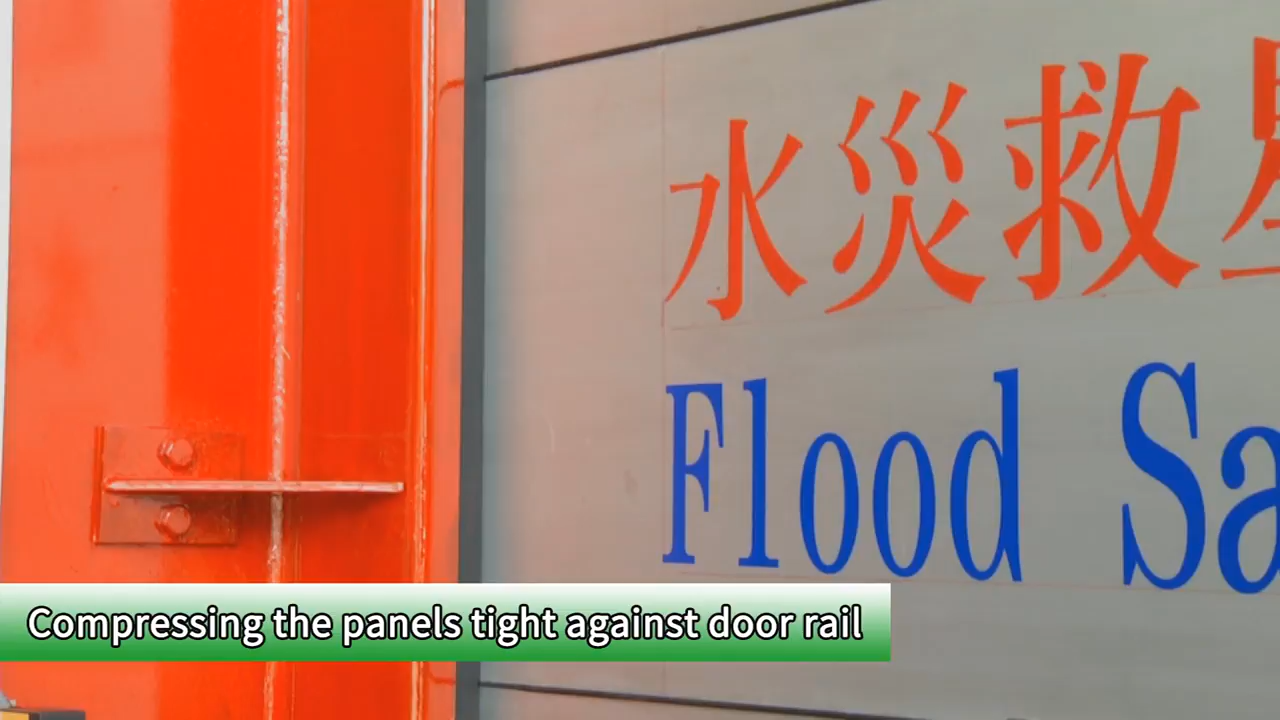 水災救
Flood Sa
Compressing the panels tight against door rail